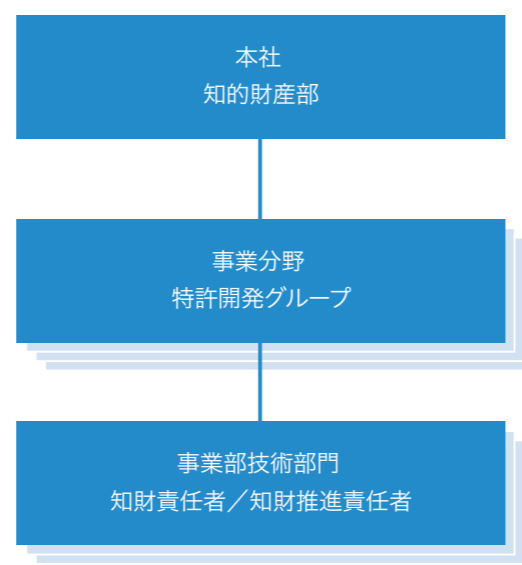 本社
知的財産部
事業分野
特許開発グループ
事業部技術部門
知財責任者／知財推進責任者